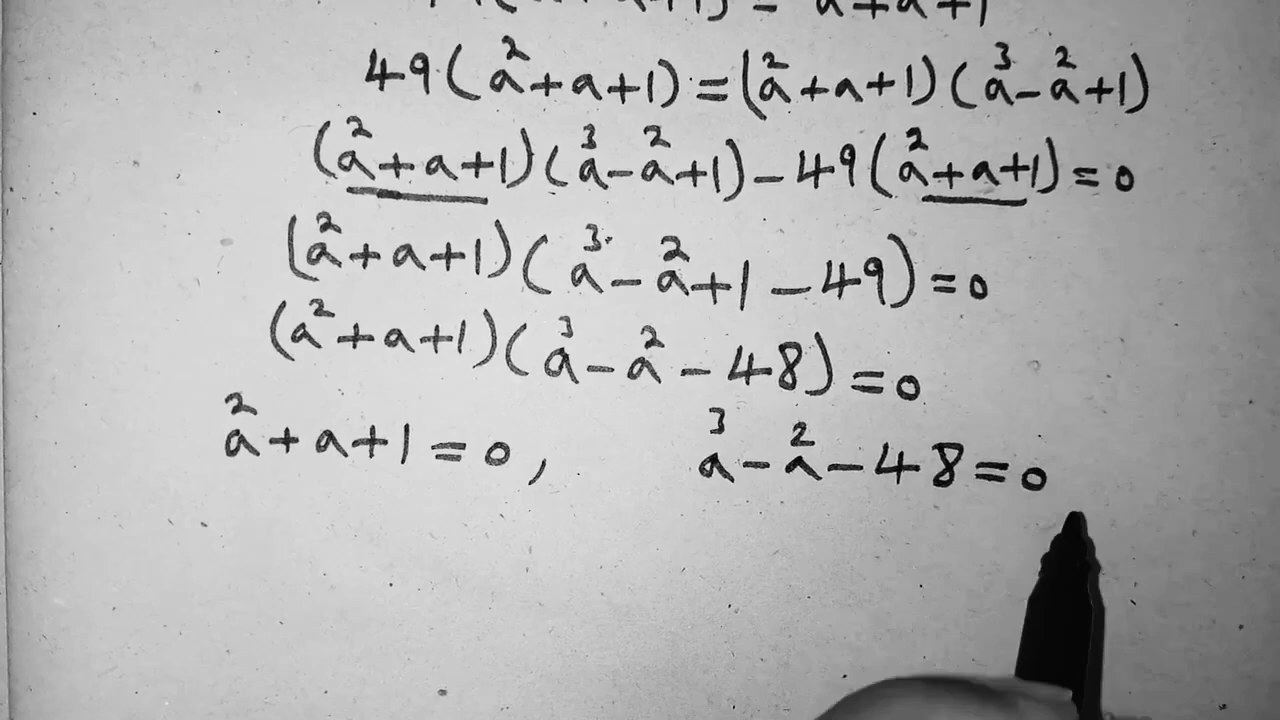 49(a²+a+1)=(a²+a+1)(a³-a²+1)
(a²+a+1)(a³-a²+1)-49(a²+a+1)=0
(a²+a+1)(a³-a²+1-49)=0
(a²+a+1)(a³-a²-48)=0
a²+a+1=0, a³-a²-48=0